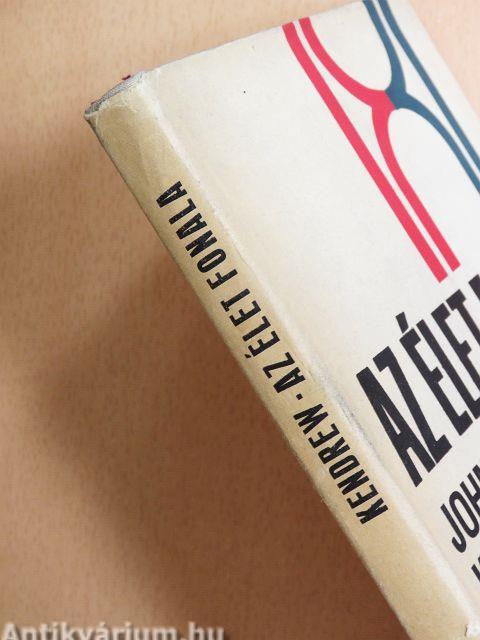 KENDREW · AZ ÉLET FONALA
AZ ÉLET
JOH
Antikvárium.hu